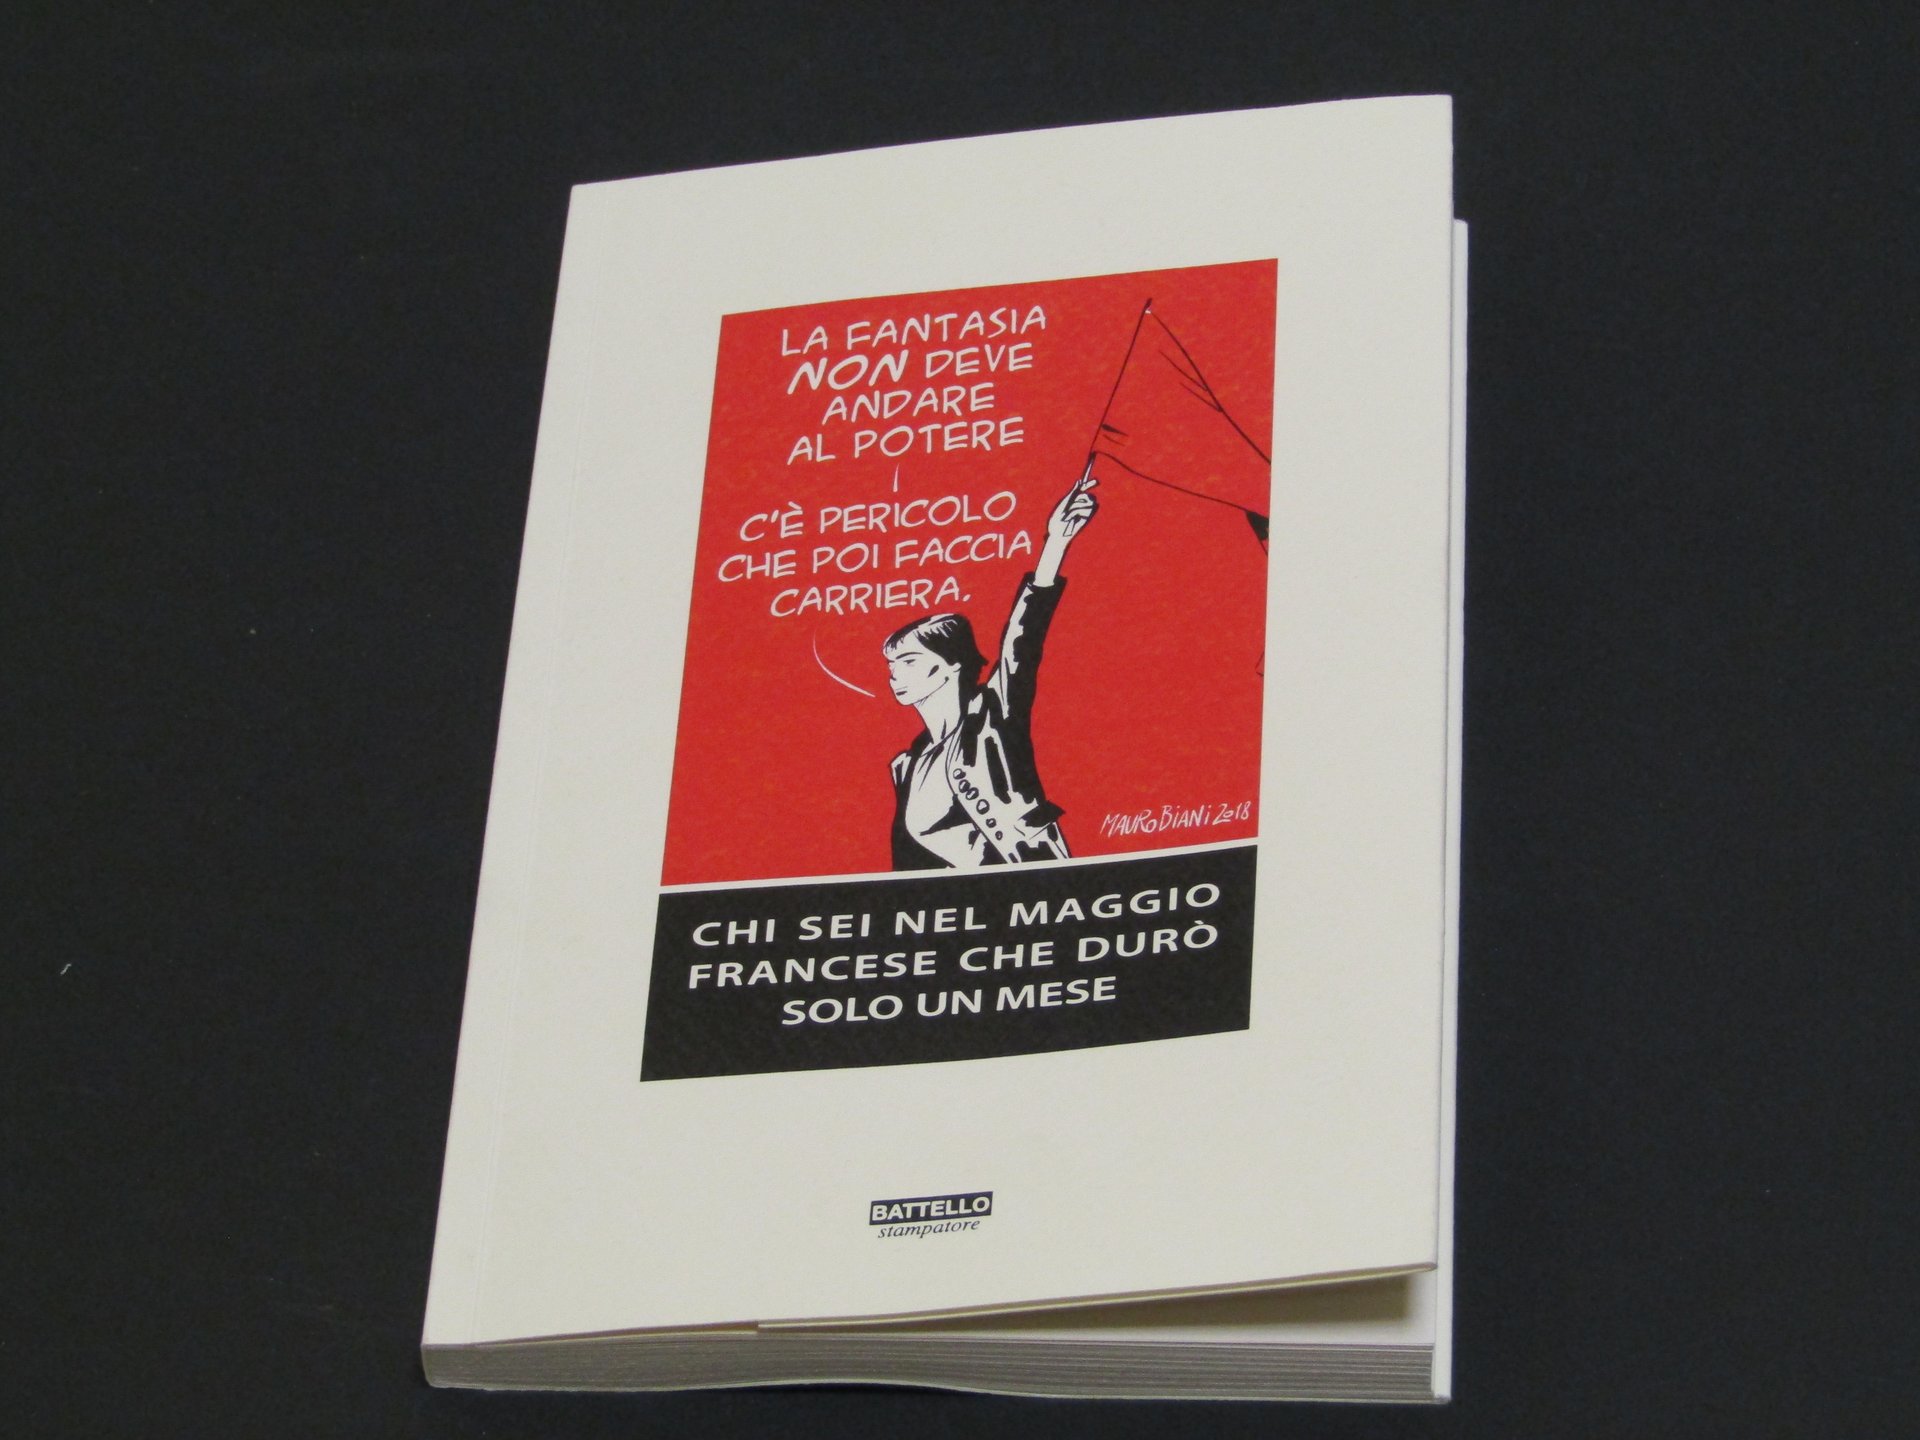 LA FANTASIA
NON DEVE
ANDARE
AL POTERE
C'È PERICOLO
CHE POI FACCIA
CARRIERA.
MAURO BIANI 2018
CHI SEI NEL MAGGIO
FRANCESE CHE DURÒ
SOLO UN MESE
BATTELLO
stampatore